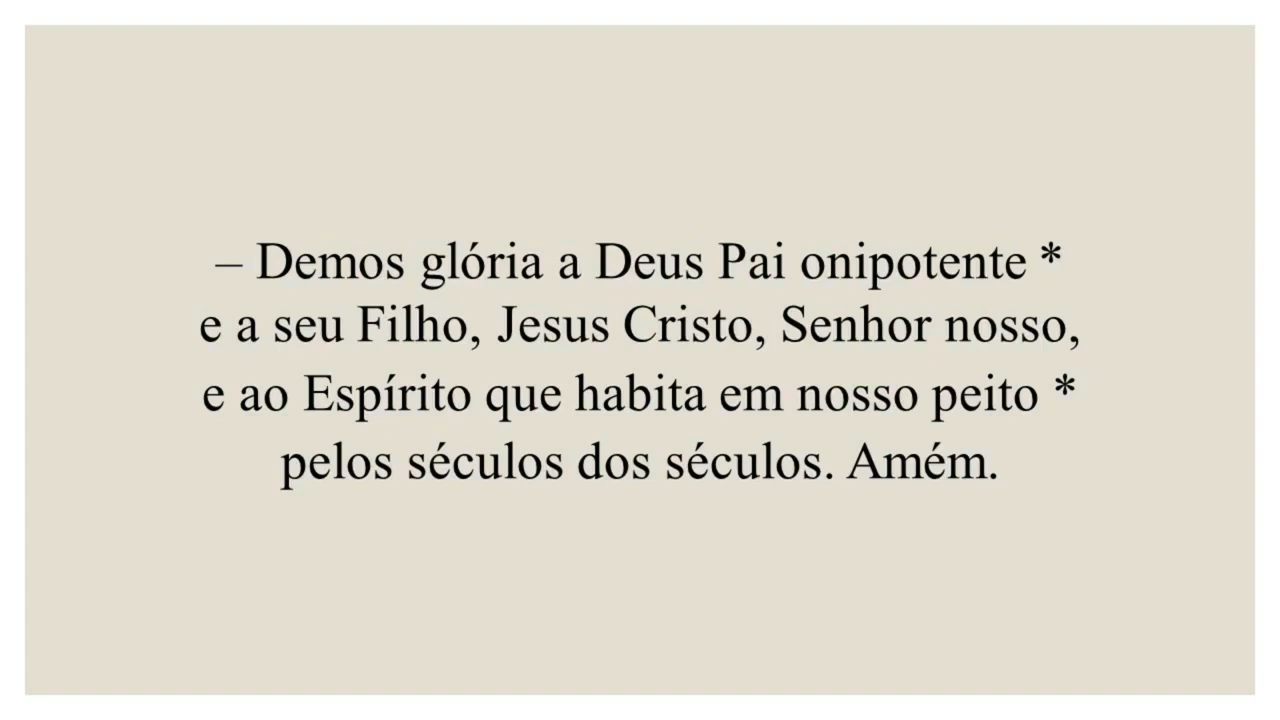 – Demos glória a Deus Pai onipotente *
e a seu Filho, Jesus Cristo, Senhor nosso,
e ao Espírito que habita em nosso peito *
pelos séculos dos séculos. Amém.